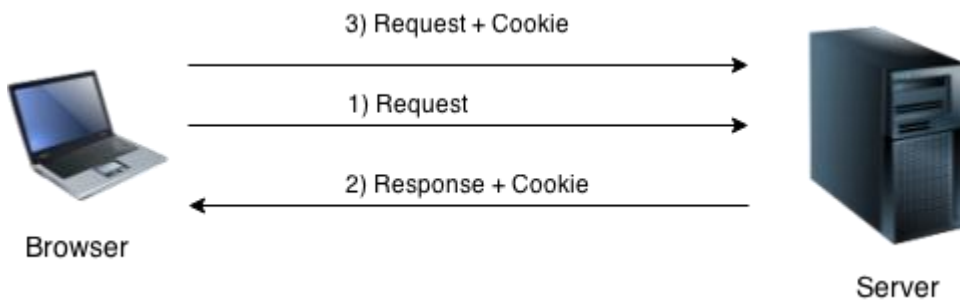 3) Request + Cookie
1) Request
2) Response + Cookie
Browser
Server